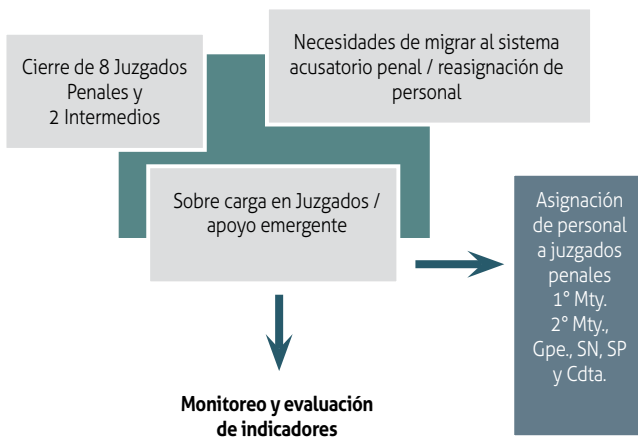 Cierre de 8 Juzgados
Penales y
2 Intermedios
Necesidades de migrar al sistema
acusatorio penal / reasignación de
personal
Sobre carga en Juzgados /
apoyo emergente
Asignación
de personal
a juzgados
penales
1° Mty.
2° Mty.,
Gpe., SN, SP
y Cdta.
Monitoreo y evaluación
de indicadores